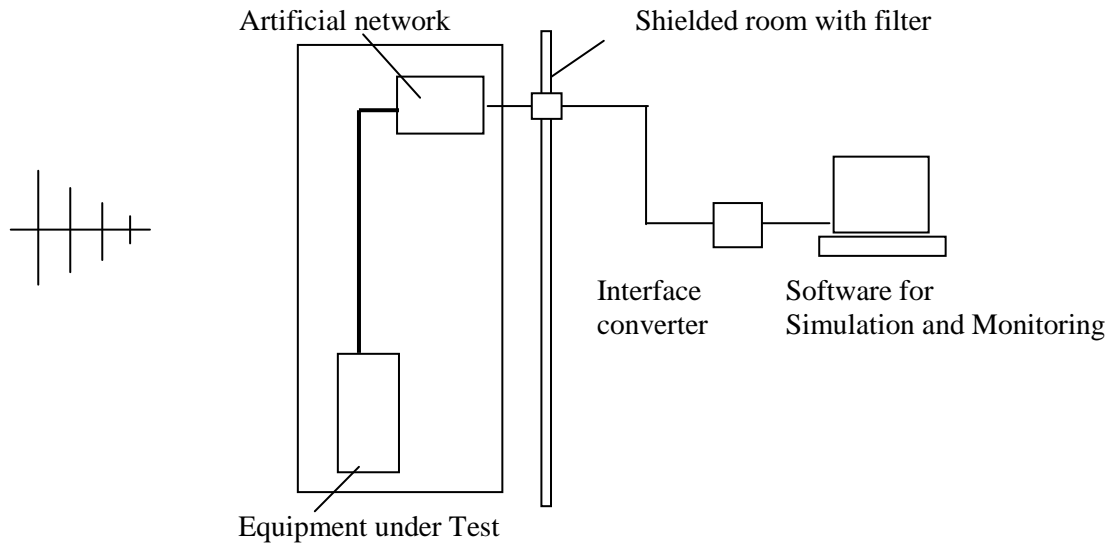 Artificial network
Shielded room with filter
Interface
converter
Software for
Simulation and Monitoring
Equipment under Test